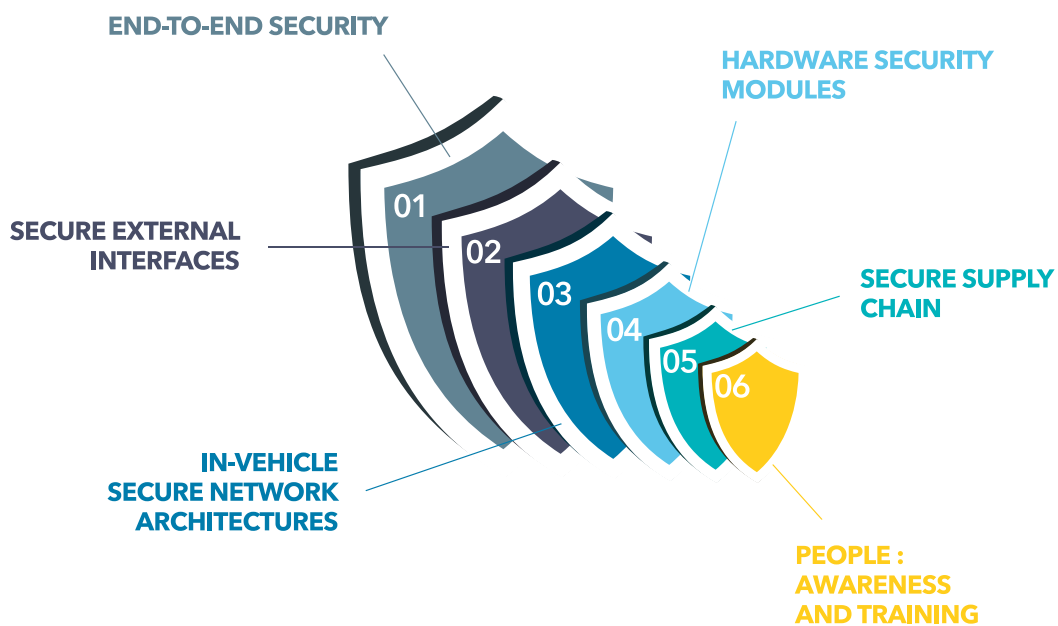 END-TO-END SECURITY
HARDWARE SECURITY
MODULES
01
SECURE EXTERNAL
INTERFACES
02
SECURE SUPPLY
CHAIN
03
04
05
06
IN-VEHICLE
SECURE NETWORK
ARCHITECTURES
PEOPLE :
AWARENESS
AND TRAINING